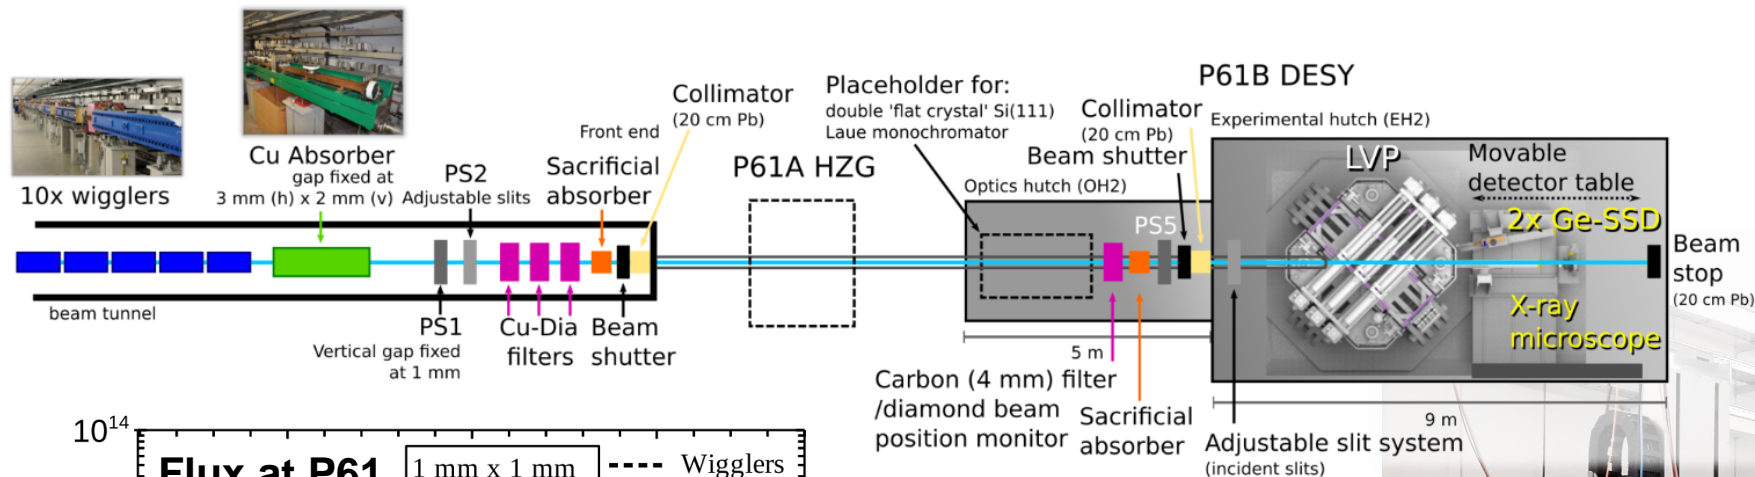 10x wigglers
Cu Absorber
gap fixed at
3 mm (h) x 2 mm (v)
PS2
Adjustable slits
Front end
Sacrificial
absorber
Collimator
(20 cm Pb)
P61A HZG
Placeholder for:
double 'flat crystal' Si(111)
Laue monochromator
Collimator
(20 cm Pb)
Beam shutter
Optics hutch (OH2)
PS5
P61B DESY
Experimental hutch (EH2)
LVP
Movable
detector table
2x Ge-SSD
X-ray
microscope
Beam
stop
(20 cm Pb)
beam tunnel
PS1
Vertical gap fixed
at 1 mm
Cu-Dia
filters
Beam
shutter
5 m
Carbon (4 mm) filter
/diamond beam
position monitor
Sacrificial
absorber
9 m
Adjustable slit system
(incident slits)
10^14
Flux at P61
1 mm x 1 mm
Wigglers